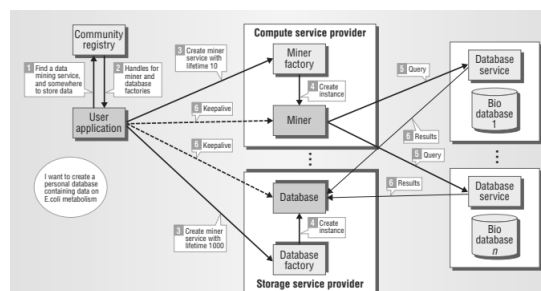 Community
registry
1 Find a data
mining service,
and somewhere
to store data
2 Handles for
miner and
database
factories
User
application
I want to create a
personal database
containing data on
E.coli metabolism
3 Create miner
service with
lifetime 10
6 Keepalive
6 Keepalive
3 Create miner
service with
lifetime 1000
Compute service provider
Miner
factory
4 Create
instance
Miner
Database
4 Create
instance
Database
factory
Storage service provider
5 Query
6 Results
5 Query
6 Results
Database
service
Bio
database
1
Database
service
Bio
database
n